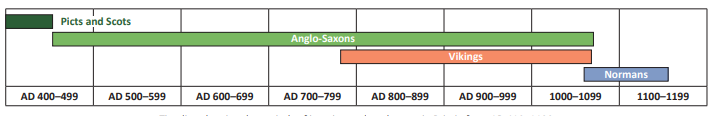 Picts and Scots
Anglo-Saxons
Vikings
Normans
AD 400–499 AD 500–599 AD 600–699 AD 700–799 AD 800–899 AD 900–999 1000–1099 1100–1199